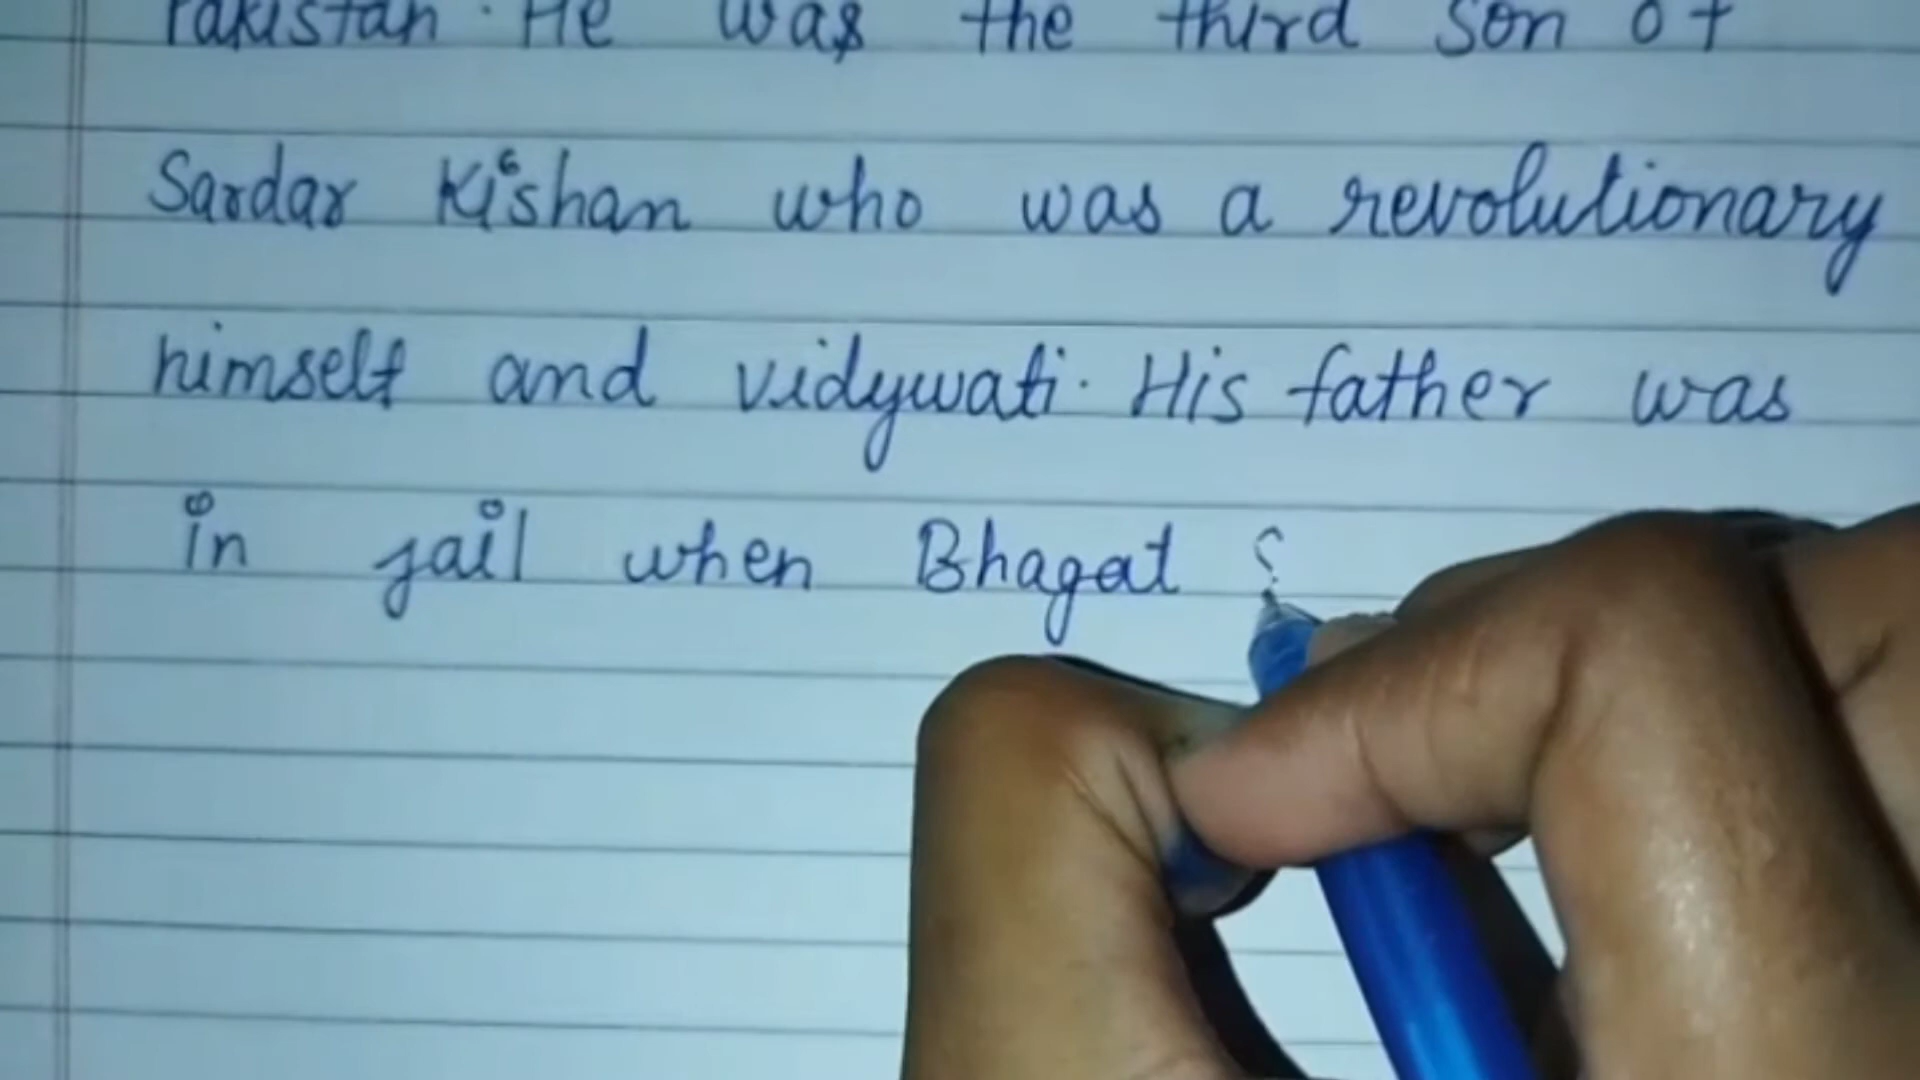 Pakistan. He was the third son of
Sardar Kishan who was a revolutionary
himself and vidywati. His father was
in jail when Bhagat S